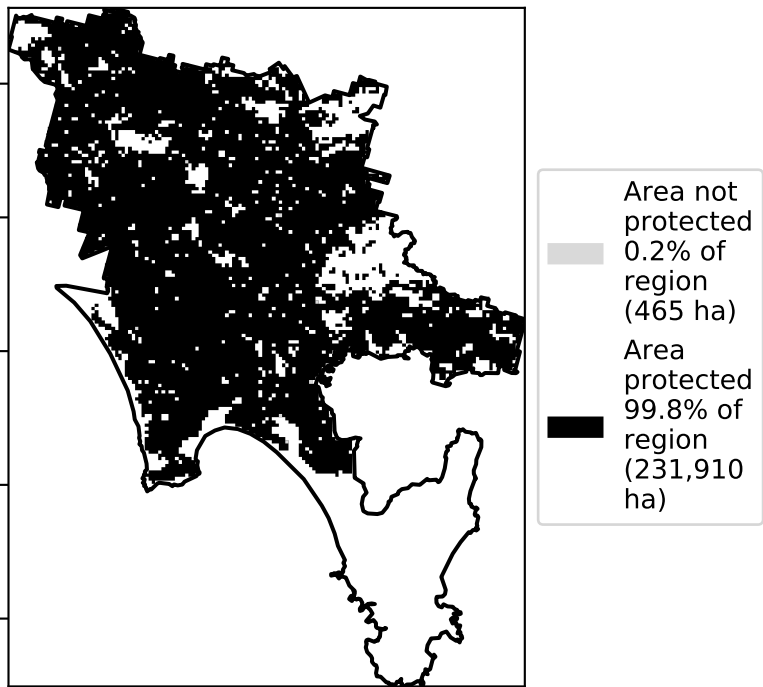 Area not
protected
0.2% of
region
(465 ha)
Area
protected
99.8% of
region
(231,910
ha)